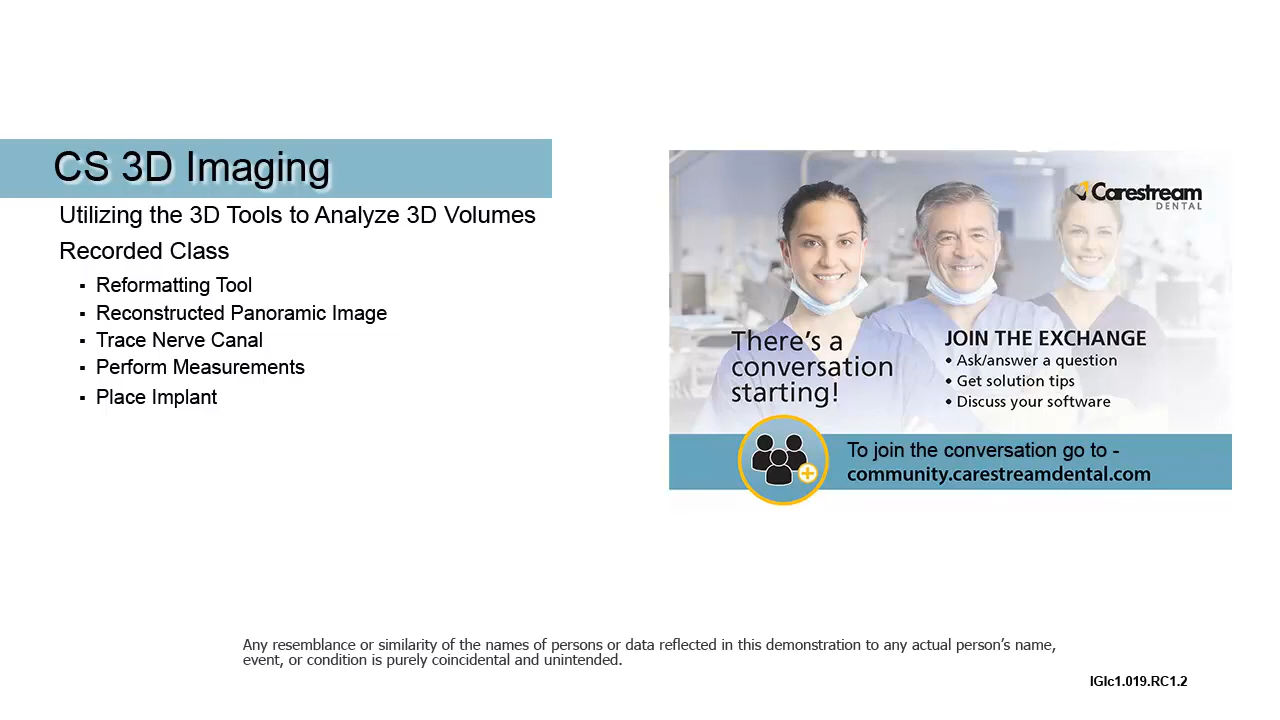 CS 3D Imaging
Utilizing the 3D Tools to Analyze 3D Volumes
Recorded Class
▪ Reformatting Tool
▪ Reconstructed Panoramic Image
▪ Trace Nerve Canal
▪ Perform Measurements
▪ Place Implant
Carestream
DENTAL
There's a
conversation
starting!
JOIN THE EXCHANGE
• Ask/answer a question
• Get solution tips
• Discuss your software
To join the conversation go to -
community.carestreamdental.com
Any resemblance or similarity of the names of persons or data reflected in this demonstration to any actual person's name,
event, or condition is purely coincidental and unintended.
IGIc1.019.RC1.2